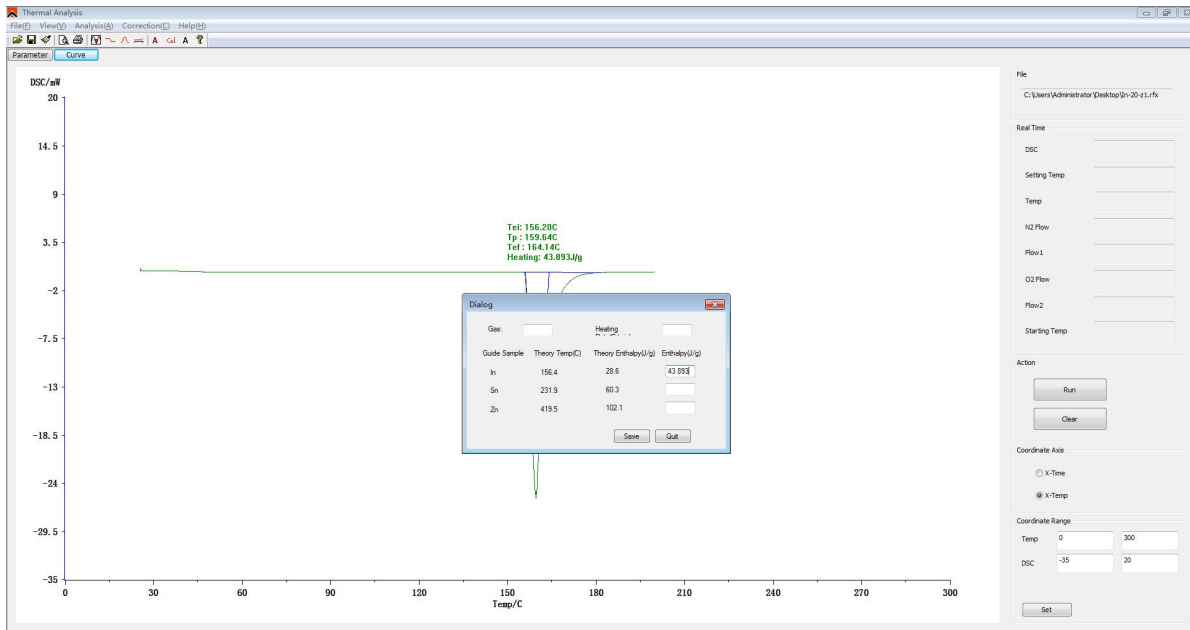 Thermal Analysis
File(F) View(V) Analysis(A) Correction(C) Help(H)
A Cal A ?
Parameter Curve
DSC/mW
20
14.5
9
3.5
-2
-7.5
-13
-18.5
-24
-29.5
-35
0 30 60 90 120 150 180 210 240 270 300
Temp/C
Tei: 156.20C
Tp : 159.64C
Tef : 164.14C
Heating: 43.893J/g
Dialog
Gas: Heating
Guide Sample Theory Temp(C) Theory Enthalpy(J/g) Enthalpy(J/g)
In 156.4 28.6 43.893
Sn 231.9 60.3
Zn 419.5 102.1
Save Quit
File
C:\Users\Administrator\Desktop\In-20-z1.rfx
Real Time
DSC
Setting Temp
Temp
N2 Flow
Flow1
O2 Flow
Flow2
Starting Temp
Action
Run
Clear
Coordinate Axis
X-Time
X-Temp
Coordinate Range
Temp 0 300
DSC -35 20
Set